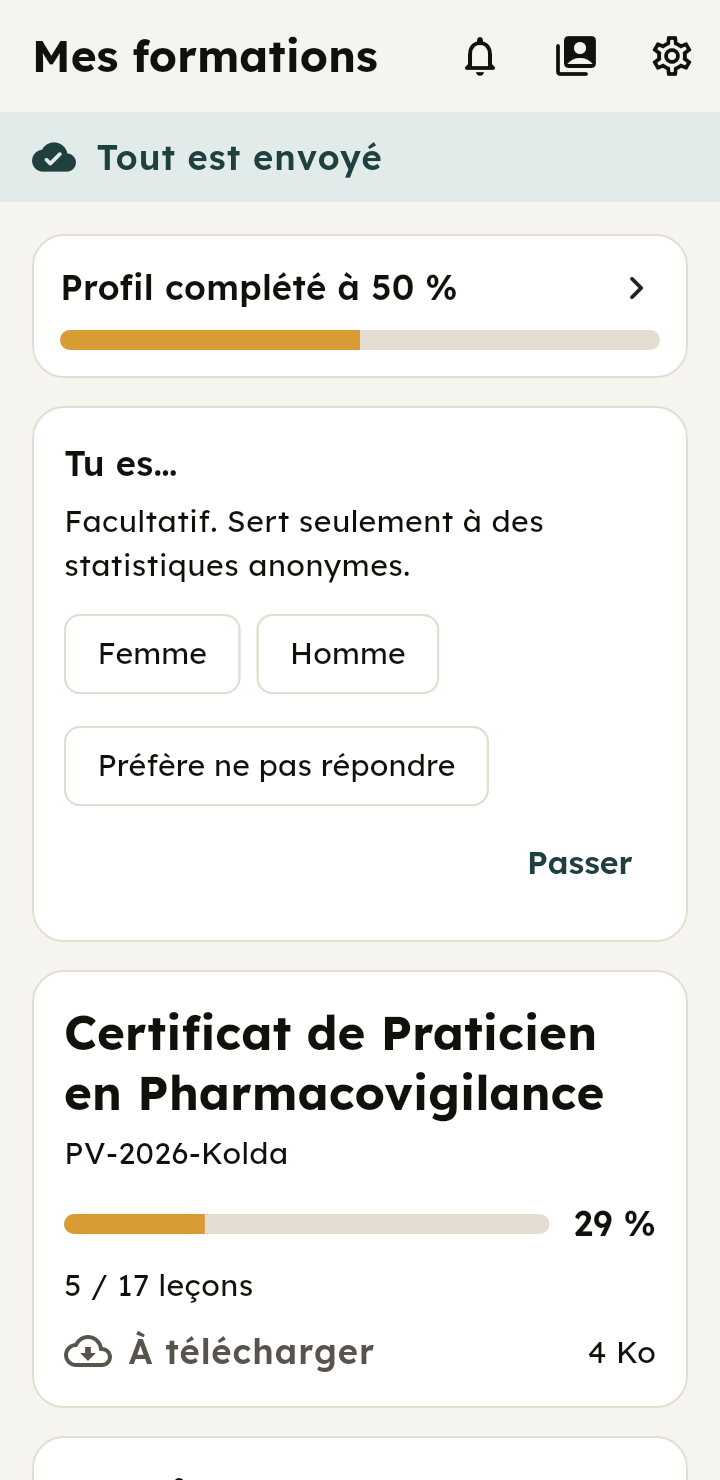 Mes formations
Tout est envoyé
Profil complété à 50 %
Tu es...
Facultatif. Sert seulement à des
statistiques anonymes.
Femme
Homme
Préfère ne pas répondre
Passer
Certificat de Praticien
en Pharmacovigilance
PV-2026-Kolda
29 %
5 / 17 leçons
À télécharger
4 Ko